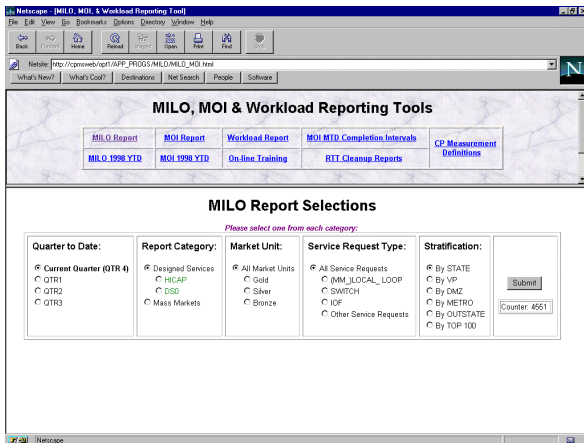 Netscape - [MILO, MOI, & Workload Reporting Tool]
File Edit View Go Bookmarks Options Directory Window Help
Back Forward Home Reload Images Open Print Find Stop
Netsite: http://cpmsweb/opt1/APP_PROGGS/MILO/MILO_MOI.html
What's New? What's Cool? Destinations Net Search People Software
N
MILO, MOI & Workload Reporting Tools
MILO Report MOI Report Workload Report MOI MTD Completion Intervals CP Measurement Definitions
MILO 1998 YTD MOI 1998 YTD On-line Training RTT Cleanup Reports
MILO Report Selections
Please select one from each category:
Quarter to Date: Report Category: Market Unit: Service Request Type: Stratification:
Current Quarter (QTR 4) Designed Services All Market Units All Service Requests By STATE
QTR1 HICAP Gold (MM_)LOCAL_ LOOP By VP
QTR2 DS0 Silver SWITCH By DMZ
QTR3 Mass Markets Bronze IOF By METRO
Other Service Requests By OUTSTATE
By TOP 100
Submit
Counter: 4551
Netscape